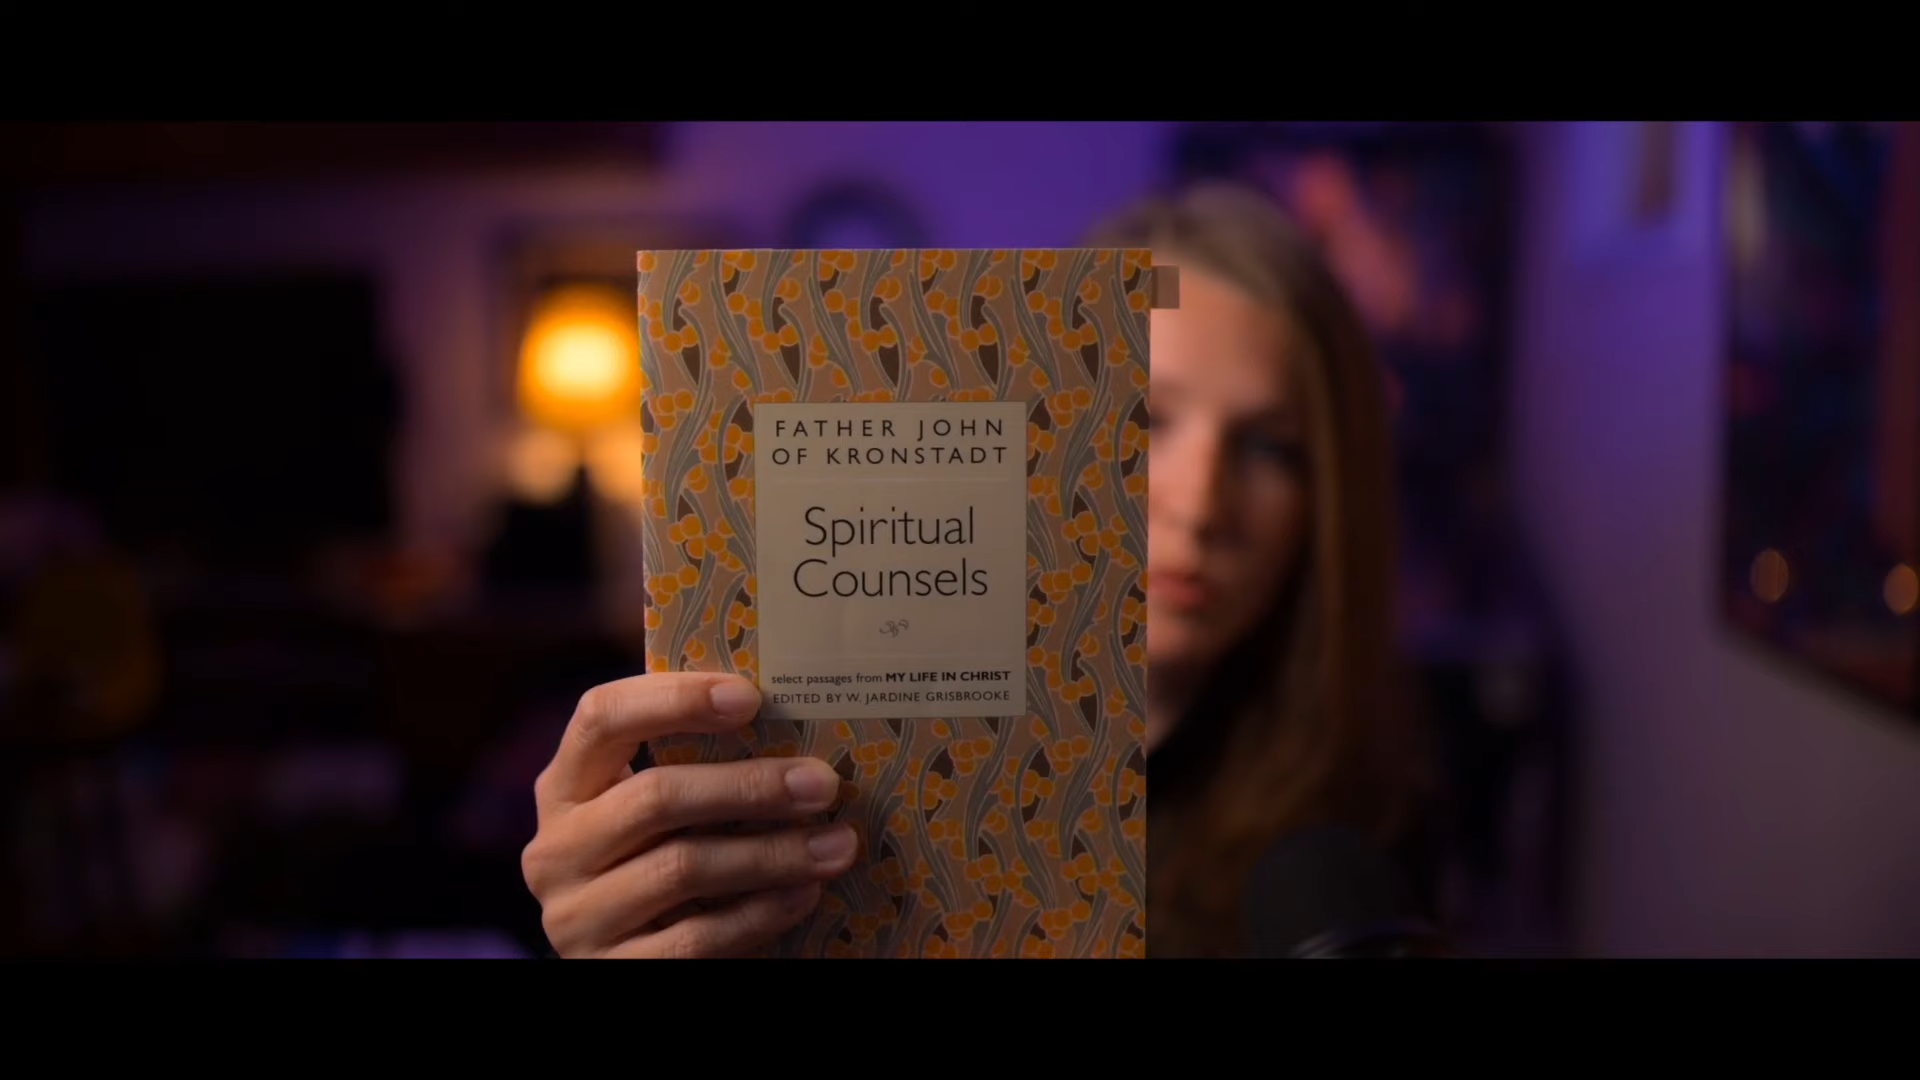 FATHER JOHN
OF KRONSTADT
Spiritual
Counsels
select passages from MY LIFE IN CHRIST
EDITED BY W. JARDINE GRISBROOKE